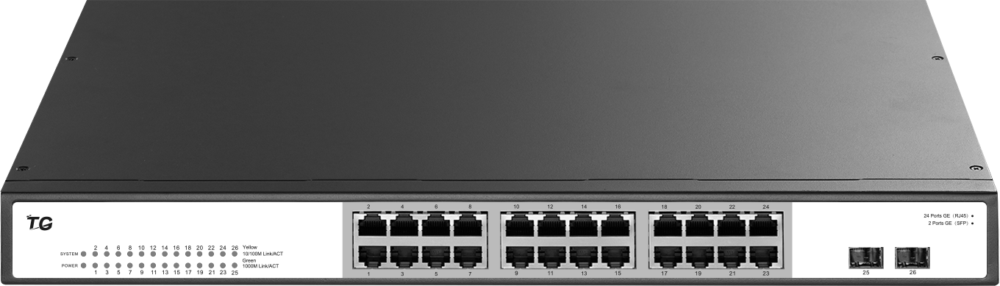 2 4 6 8 10 12 14 16
18 20 22 24
24 Ports GE (RJ45)
2 Ports GE (SFP)
TG
2 4 6 8 10 12 14 16 18 20 22 24 26 Yellow
SYSTEM 10/100M Link/ACT
Green
POWER 1000M Link/ACT
1 3 5 7 9 11 13 15 17 19 21 23 25
1 3 5 7 9 11 13 15 17 19 21 23
25 26